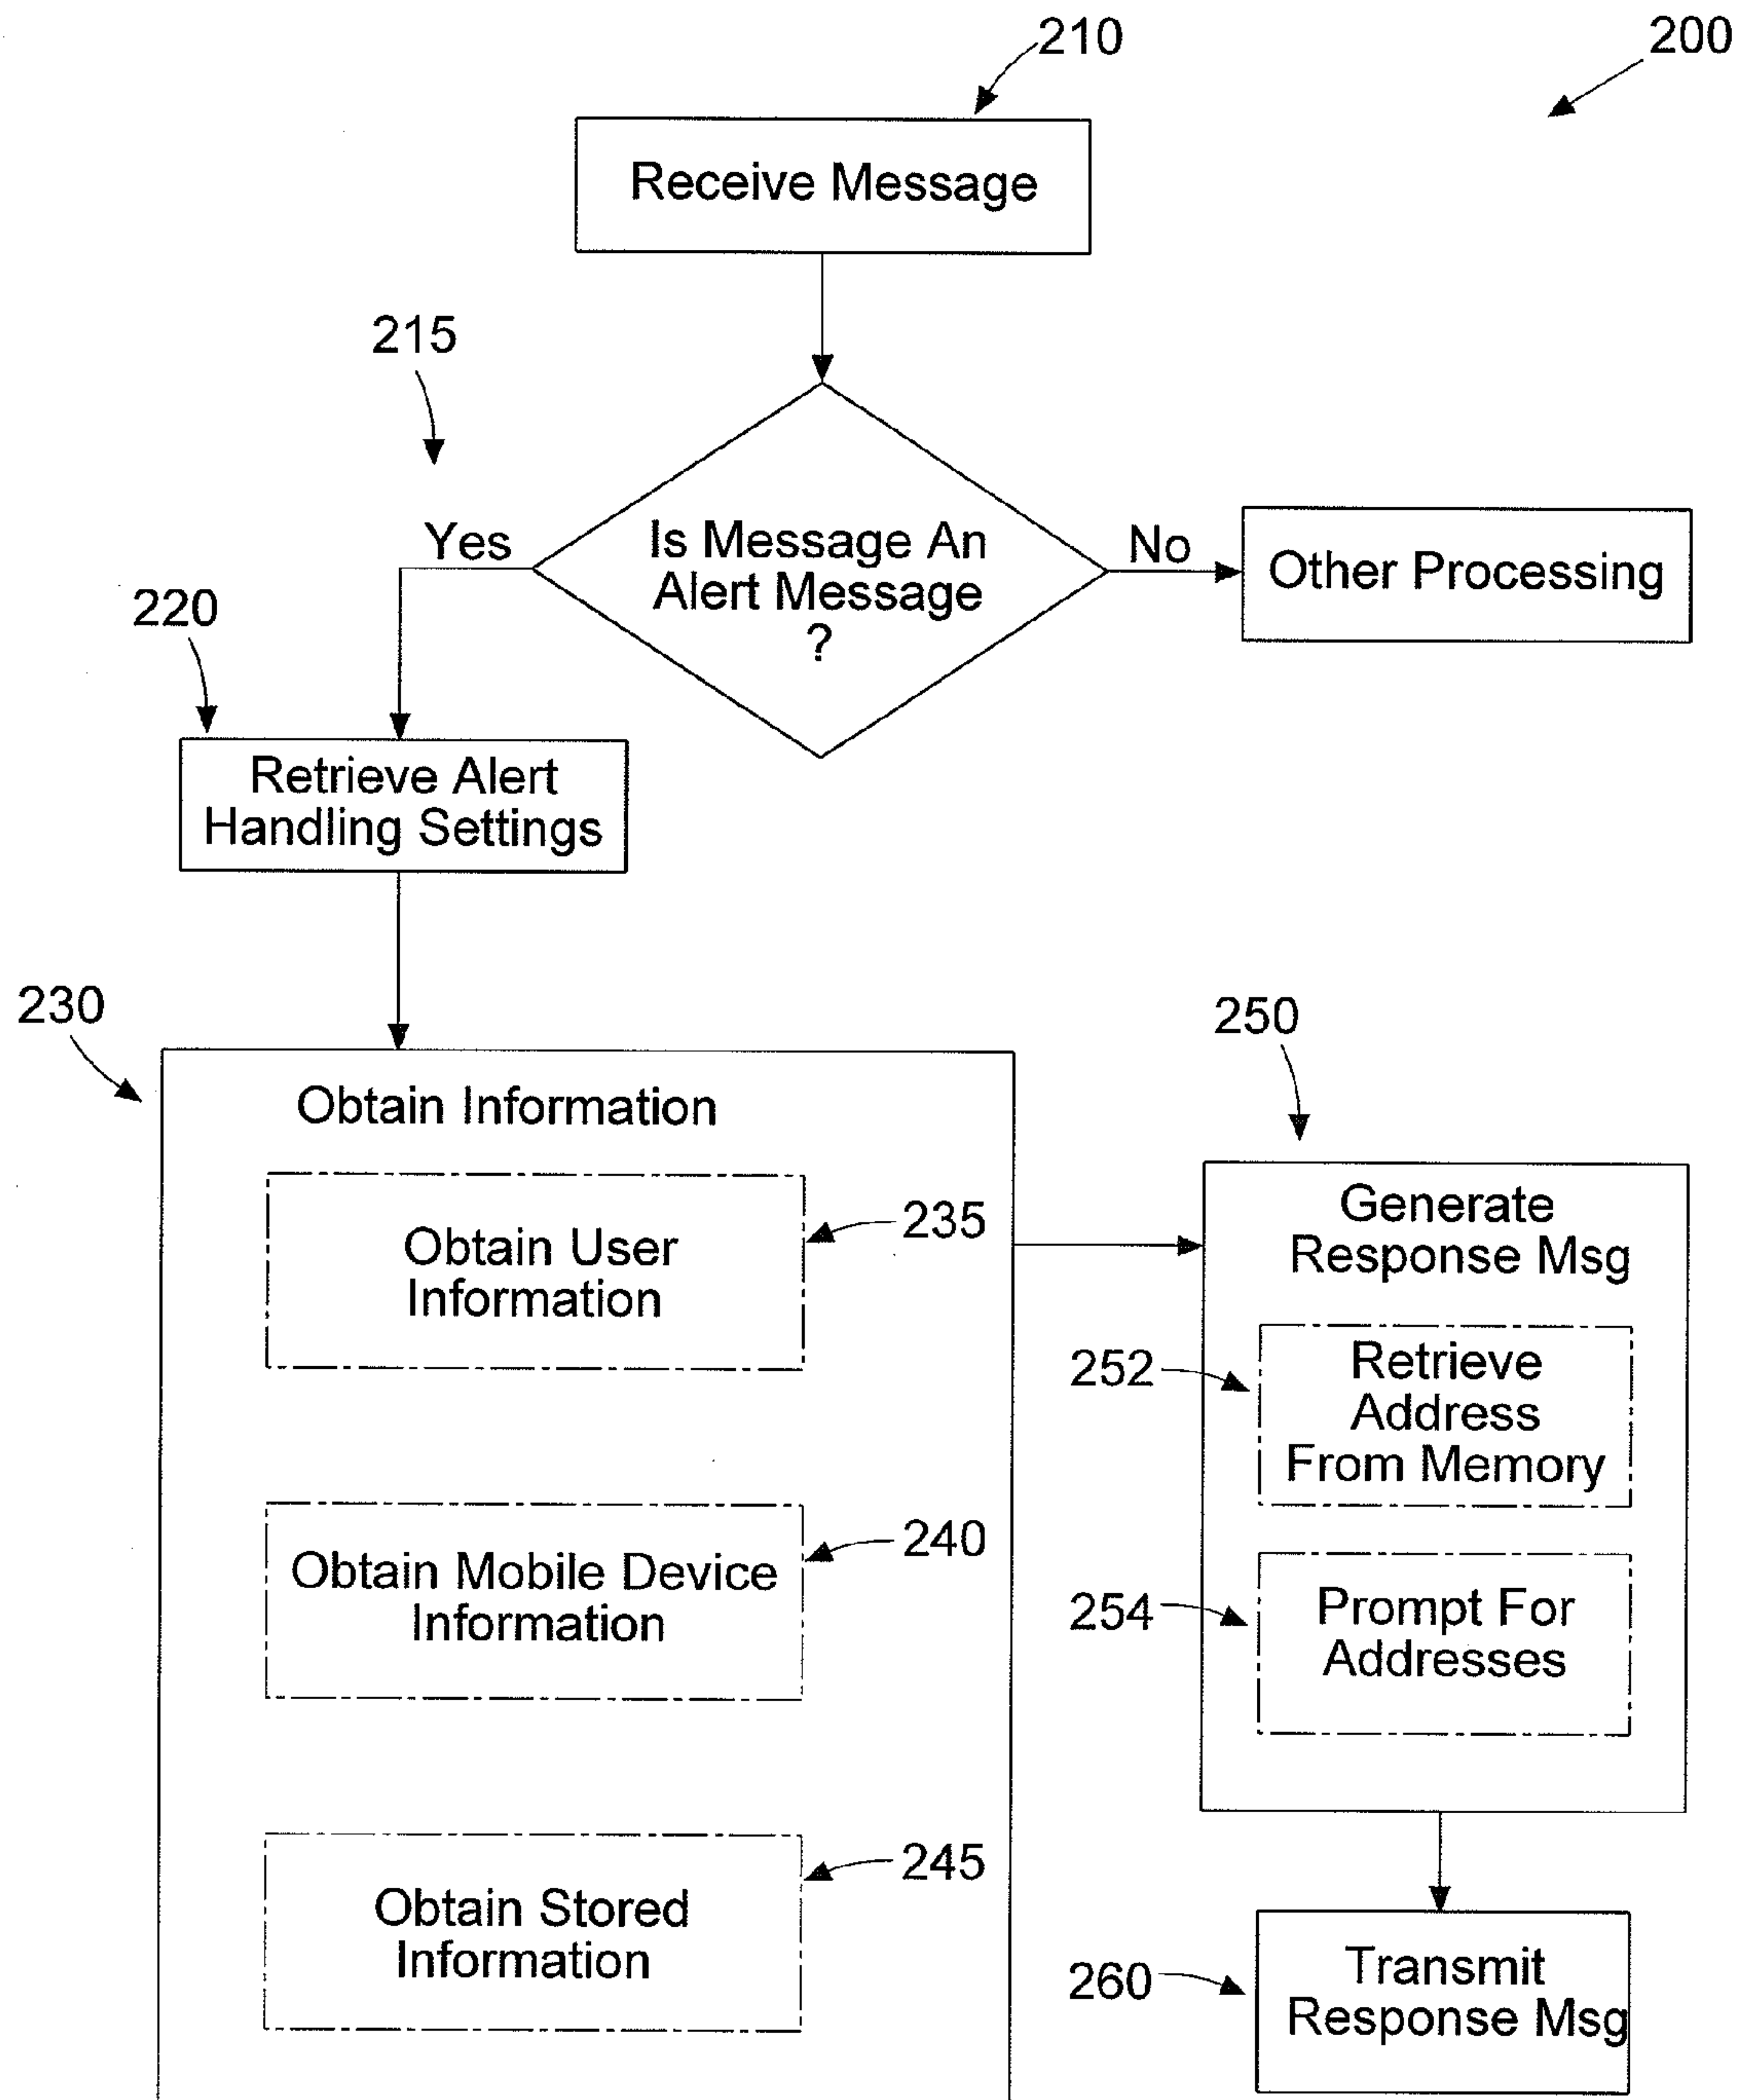 210
200
Receive Message
215
Yes
Is Message An
Alert Message
?
No
Other Processing
220
Retrieve Alert
Handling Settings
230
Obtain Information
Obtain User
Information
235
Obtain Mobile Device
Information
240
Obtain Stored
Information
245
250
Generate
Response Msg
252
Retrieve
Address
From Memory
254
Prompt For
Addresses
260
Transmit
Response Msg